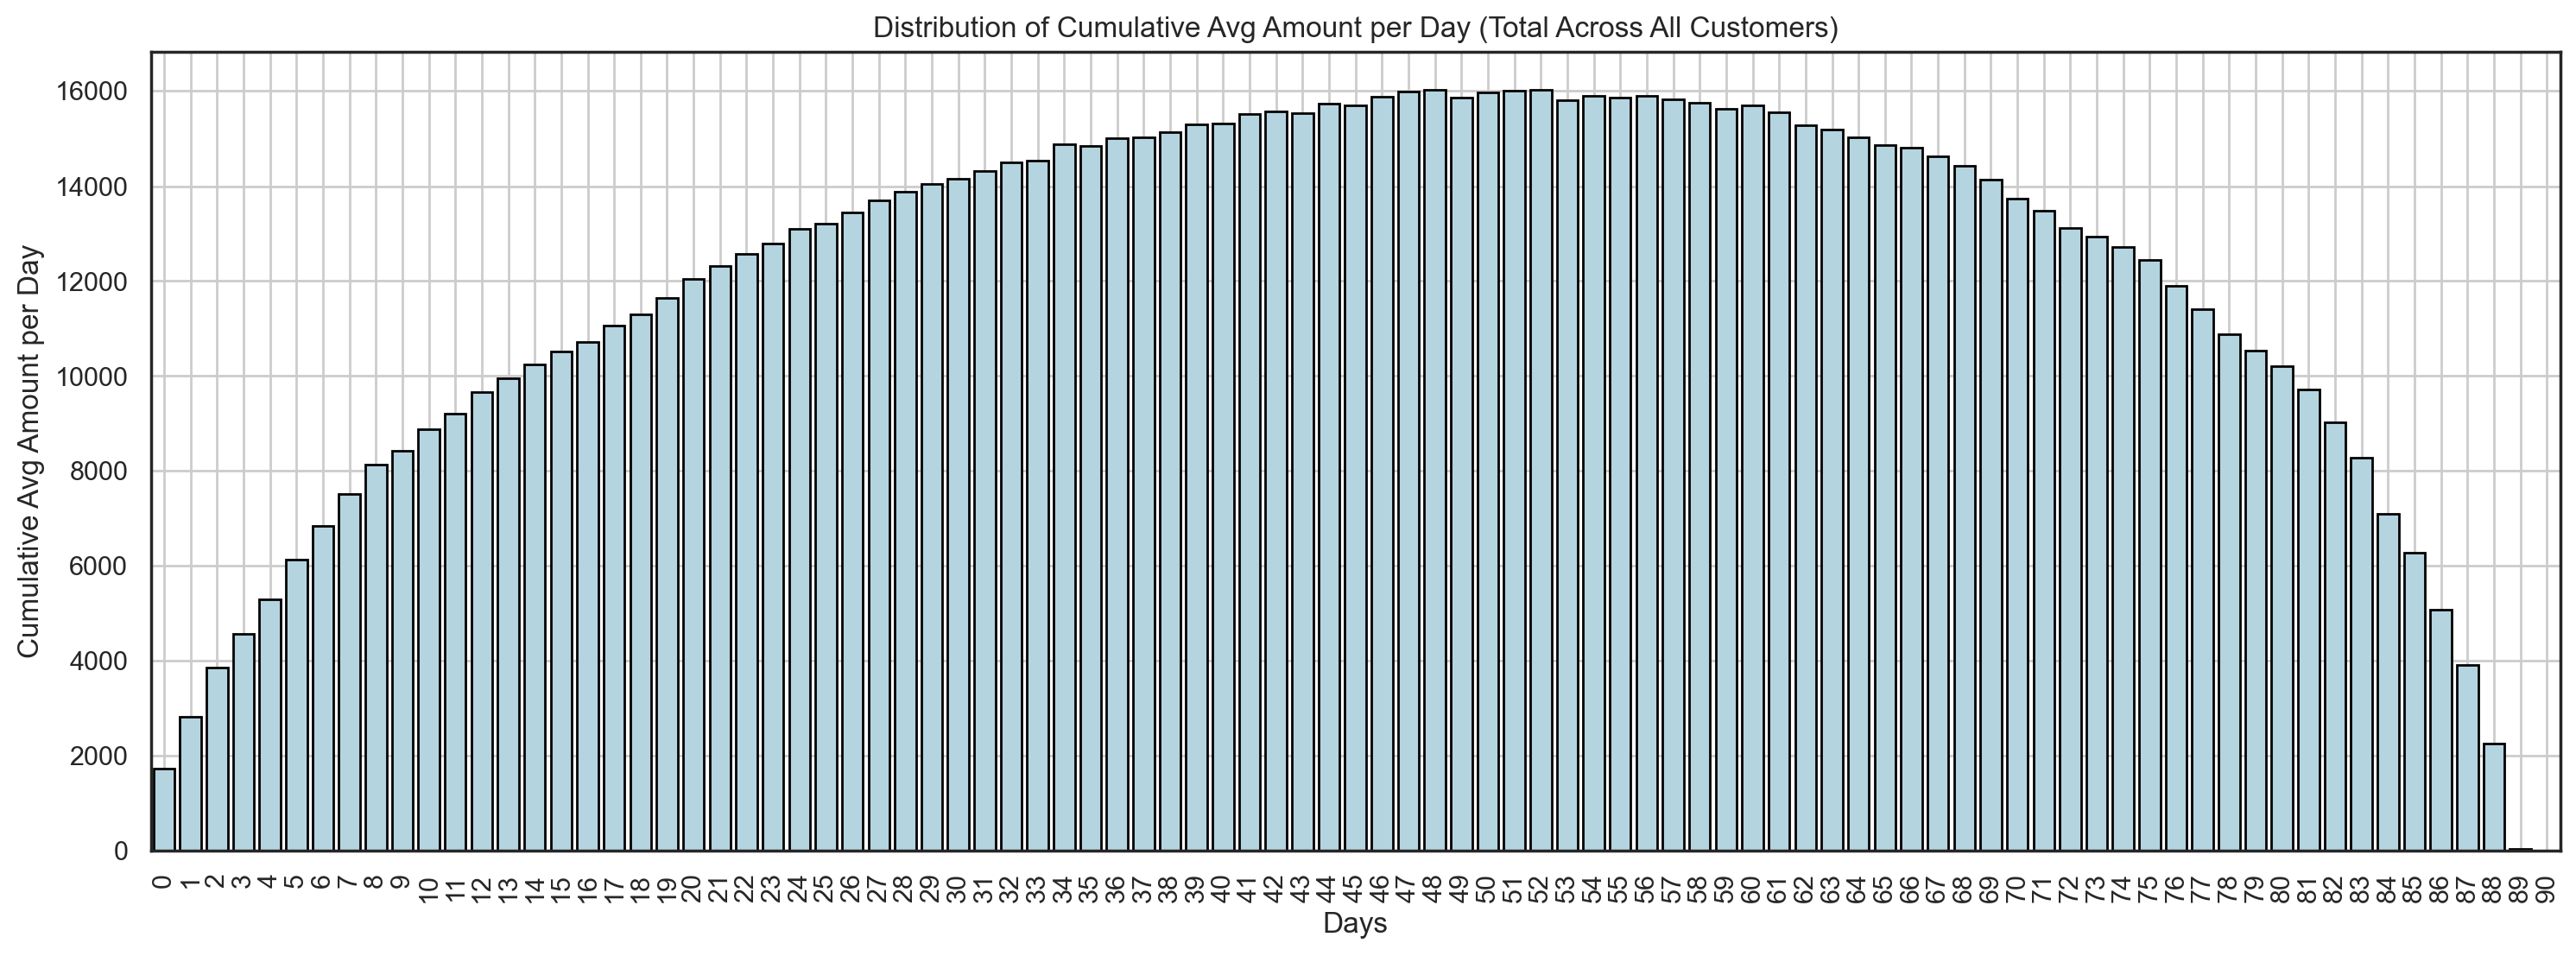 Distribution of Cumulative Avg Amount per Day (Total Across All Customers)
Cumulative Avg Amount per Day
16000
14000
12000
10000
8000
6000
4000
2000
0
0 1 2 3 4 5 6 7 8 9 10 11 12 13 14 15 16 17 18 19 20 21 22 23 24 25 26 27 28 29 30 31 32 33 34 35 36 37 38 39 40 41 42 43 44 45 46 47 48 49 50 51 52 53 54 55 56 57 58 59 60 61 62 63 64 65 66 67 68 69 70 71 72 73 74 75 76 77 78 79 80 81 82 83 84 85 86 87 88 89 90
Days